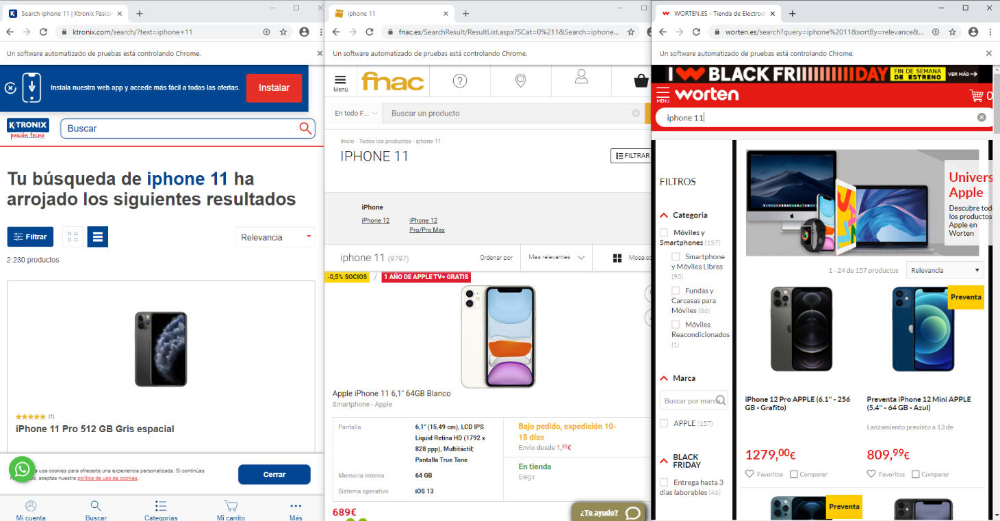 Search iphone 11 | Ktronix Pasion
ktronix.com/search/?text=iphone+11
Un software automatizado de pruebas está controlando Chrome.
Instala nuestra web app y accede más fácil a todas las ofertas.
Instalar
K-TRONIX
pasión tecno
Buscar
Tu búsqueda de iphone 11 ha
arrojado los siguientes resultados
Filtrar
Relevancia
2.230 productos
(1)
iPhone 11 Pro 512 GB Gris espacial
a usa cookies para ofrecerte una experiencia personalizada. Si continúas
do, aceptas nuestra política de uso de cookies.
Cerrar
Mi cuenta
Buscar
Categorías
Mi carrito
Más
iphone 11
fnac.es/SearchResult/ResultList.aspx?SCat=0%211&Search=iphone...
Un software automatizado de pruebas está controlando Chrome.
Menú
fnac
En todo F...
Buscar un producto
Inicio - Todos los productos - iphone 11
IPHONE 11
FILTRAR
iPhone
iPhone 12
iPhone 12
Pro/Pro Max
iphone 11 (9797)
Ordenar por
Mas relevantes
Mosaico
-0,5% SOCIOS / 1 AÑO DE APPLE TV+ GRATIS
Apple iPhone 11 6,1" 64GB Blanco
Smartphone - Apple
Pantalla
6,1" (15,49 cm), LCD IPS
Liquid Retina HD (1792 x
828 ppp), Multitáctil;
Pantalla True Tone
Memoria interna
64 GB
Sistema operativo
iOS 13
Bajo pedido, expedición 10-
15 días
Envío desde 1,99€
En tienda
Elegir
689€
¿Te ayudo?
WORTEN.ES - Tienda de Electrod
worten.es/search?query=iphone%2011&sortBy=relevance&...
Un software automatizado de pruebas está controlando Chrome.
I BLACK FRIDAY
FIN DE SEMANA
DE ESTRENO
VER MÁS
MENU
worten
0
iphone 11
FILTROS
Categoria
Móviles y
Smartphones (157)
Smartphone
y Móviles Libres
(90)
Fundas y
Carcasas para
Móviles (66)
Móviles
Reacondicionados
(1)
Marca
Buscar por marca
APPLE (157)
BLACK
FRIDAY
Entrega hasta 3
días laborables (46)
Univers
Apple
Descubre tod
los productos
Apple en
Worten
1 - 24 de 157 productos
Relevancia
Preventa
iPhone 12 Pro APPLE (6.1" - 256
GB - Grafito)
1279,00€
Favoritos
Comparar
Preventa iPhone 12 Mini APPLE
(5.4" - 64 GB - Azul)
Lanzamiento previsto a 13 de
809,99€
Favoritos
Comparar
Preventa